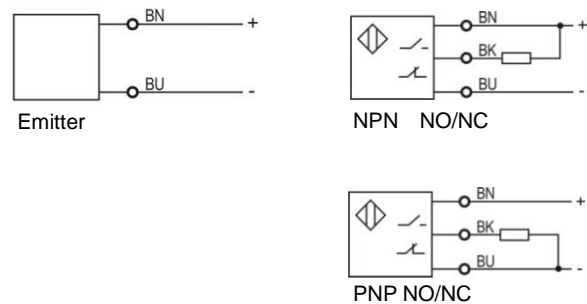 BN +
BU -
Emitter
BN +
BK
BU -
NPN NO/NC
BN +
BK
BU -
PNP NO/NC